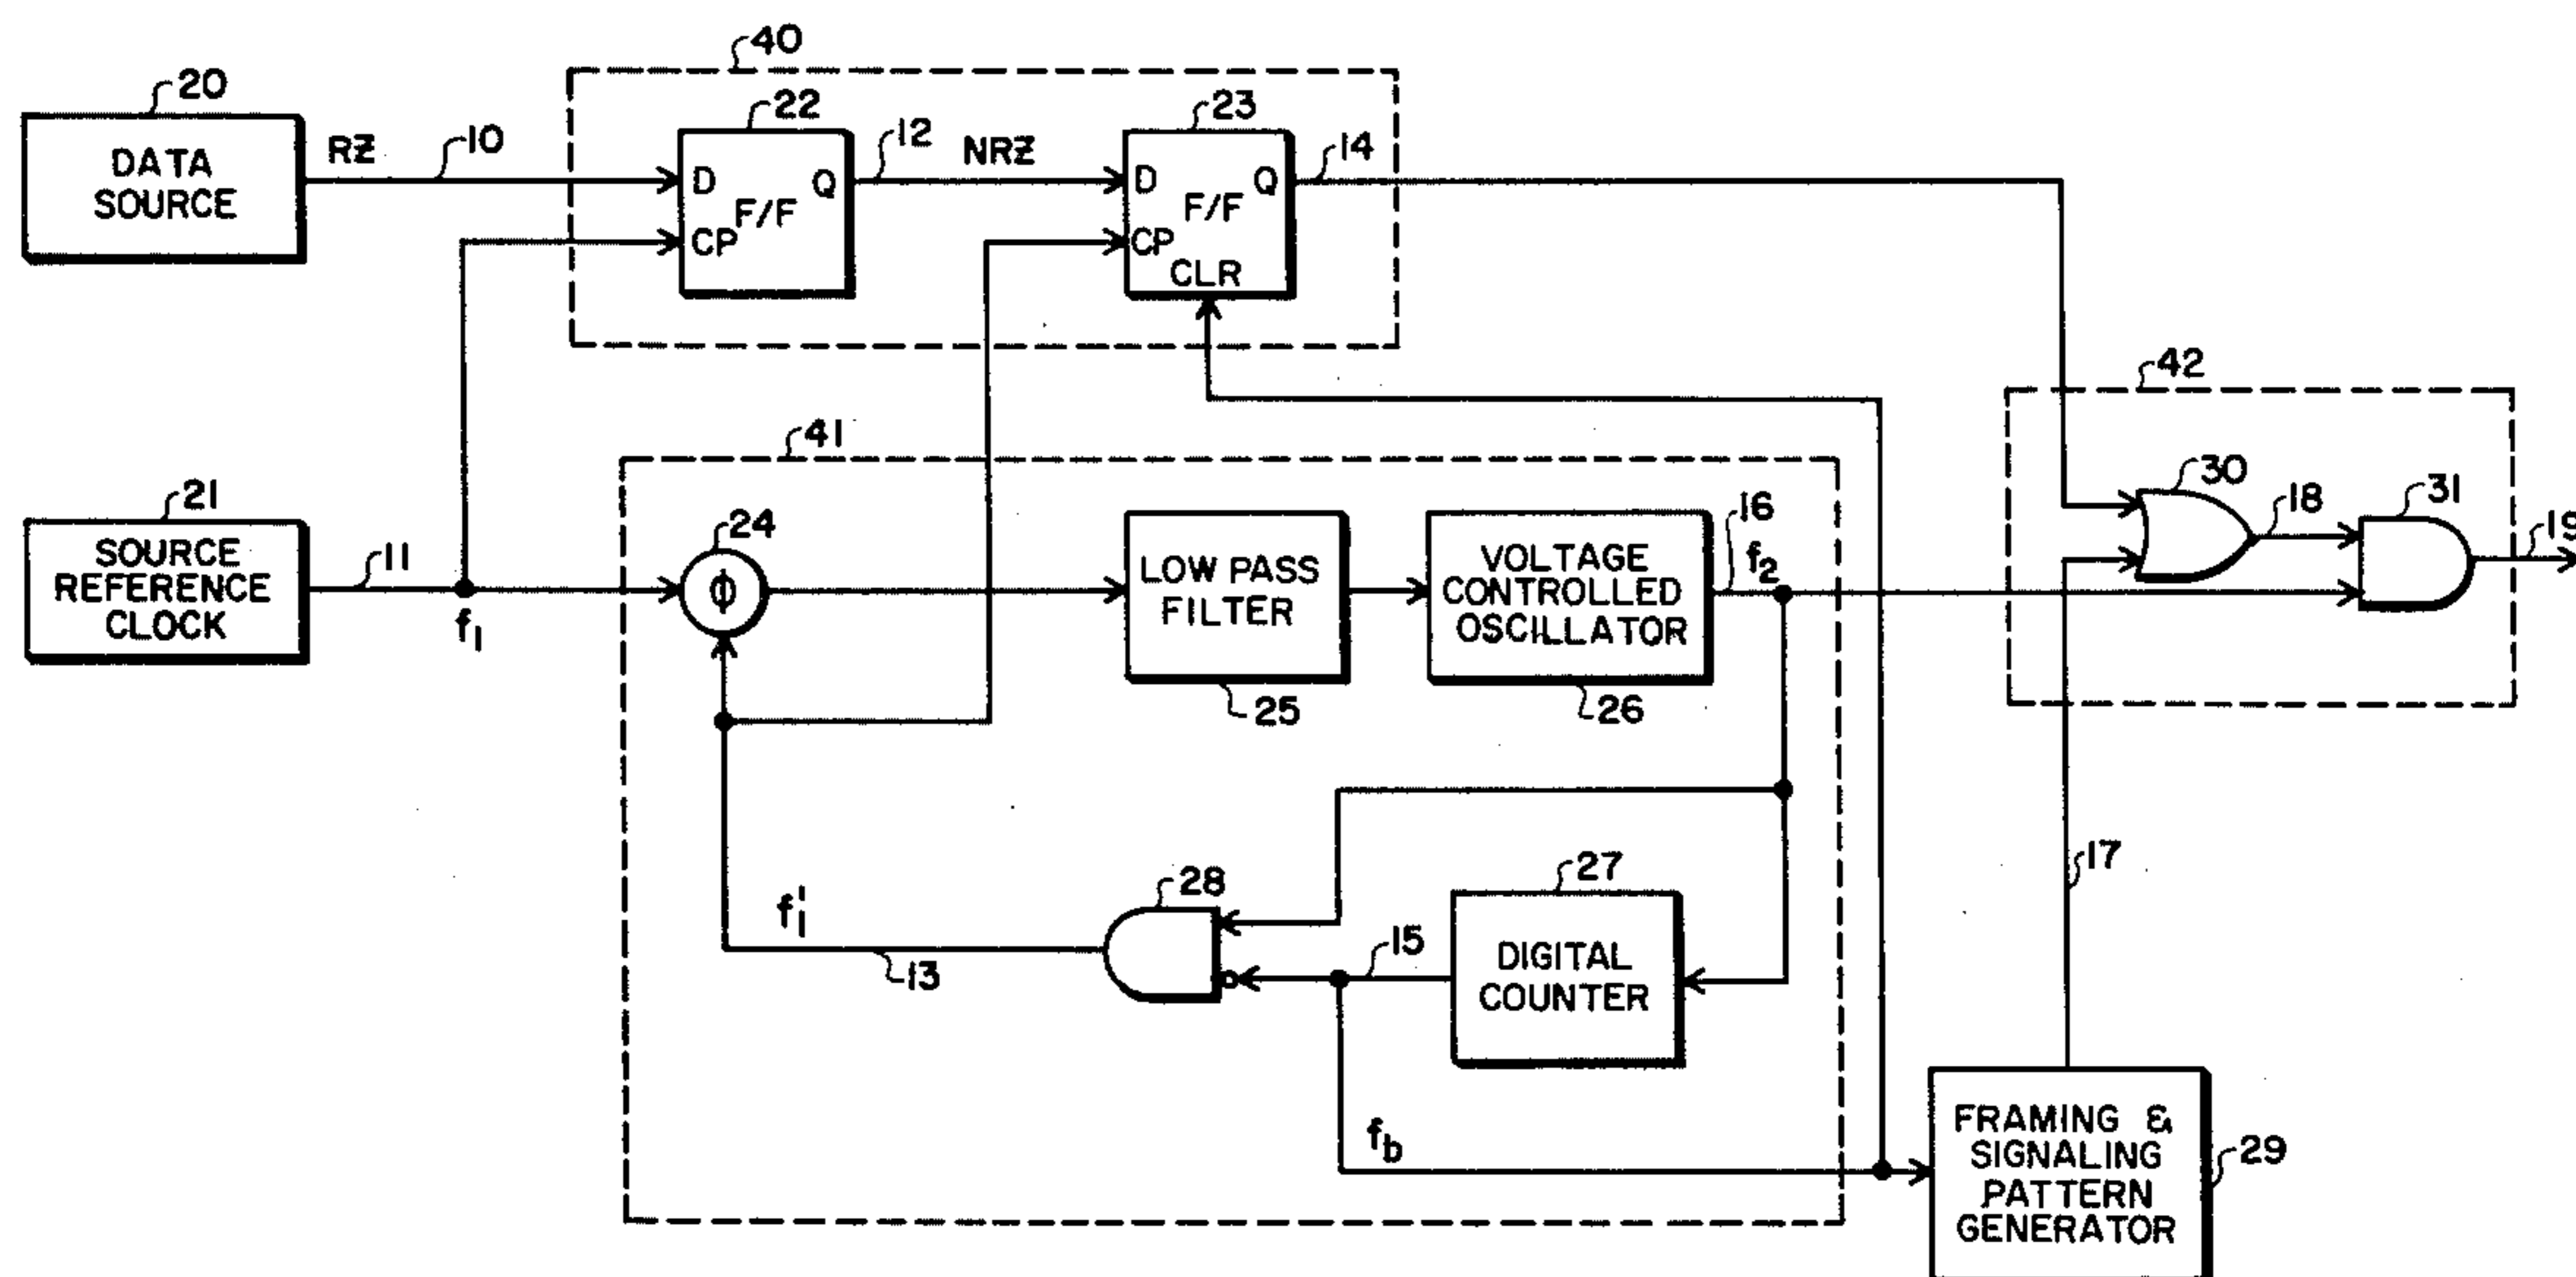 40
20
DATA
SOURCE
RZ
10
22
D
Q
F/F
CP
12
NRZ
23
D
Q
F/F
CP
CLR
14
42
41
21
SOURCE
REFERENCE
CLOCK
11
f1
24
ϕ
LOW PASS
FILTER
25
VOLTAGE
CONTROLLED
OSCILLATOR
26
16
f2
30
18
31
19
17
28
f1'
13
15
27
DIGITAL
COUNTER
fb
FRAMING &
SIGNALING
PATTERN
GENERATOR
29